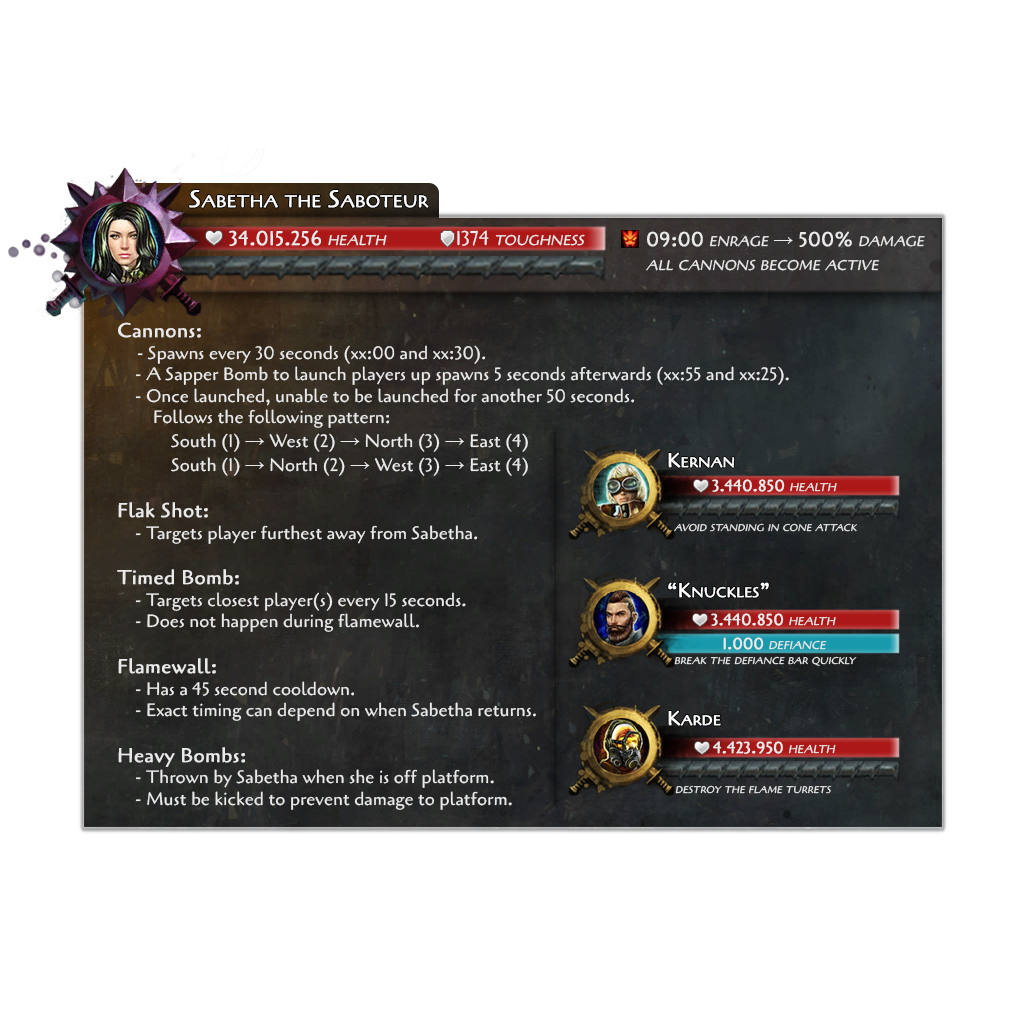 Sabetha the Saboteur
34.015.256 HEALTH
1374 TOUGHNESS
09:00 ENRAGE → 500% DAMAGE
ALL CANNONS BECOME ACTIVE
Cannons:
- Spawns every 30 seconds (xx:00 and xx:30).
- A Sapper Bomb to launch players up spawns 5 seconds afterwards (xx:55 and xx:25).
- Once launched, unable to be launched for another 50 seconds.
Follows the following pattern:
South (1) → West (2) → North (3) → East (4)
South (1) → North (2) → West (3) → East (4)
Flak Shot:
- Targets player furthest away from Sabetha.
Timed Bomb:
- Targets closest player(s) every 15 seconds.
- Does not happen during flamewall.
Flamewall:
- Has a 45 second cooldown.
- Exact timing can depend on when Sabetha returns.
Heavy Bombs:
- Thrown by Sabetha when she is off platform.
- Must be kicked to prevent damage to platform.
Kernan
3.440.850 HEALTH
AVOID STANDING IN CONE ATTACK
“Knuckles”
3.440.850 HEALTH
1.000 DEFIANCE
BREAK THE DEFIANCE BAR QUICKLY
Karde
4.423.950 HEALTH
DESTROY THE FLAME TURRETS